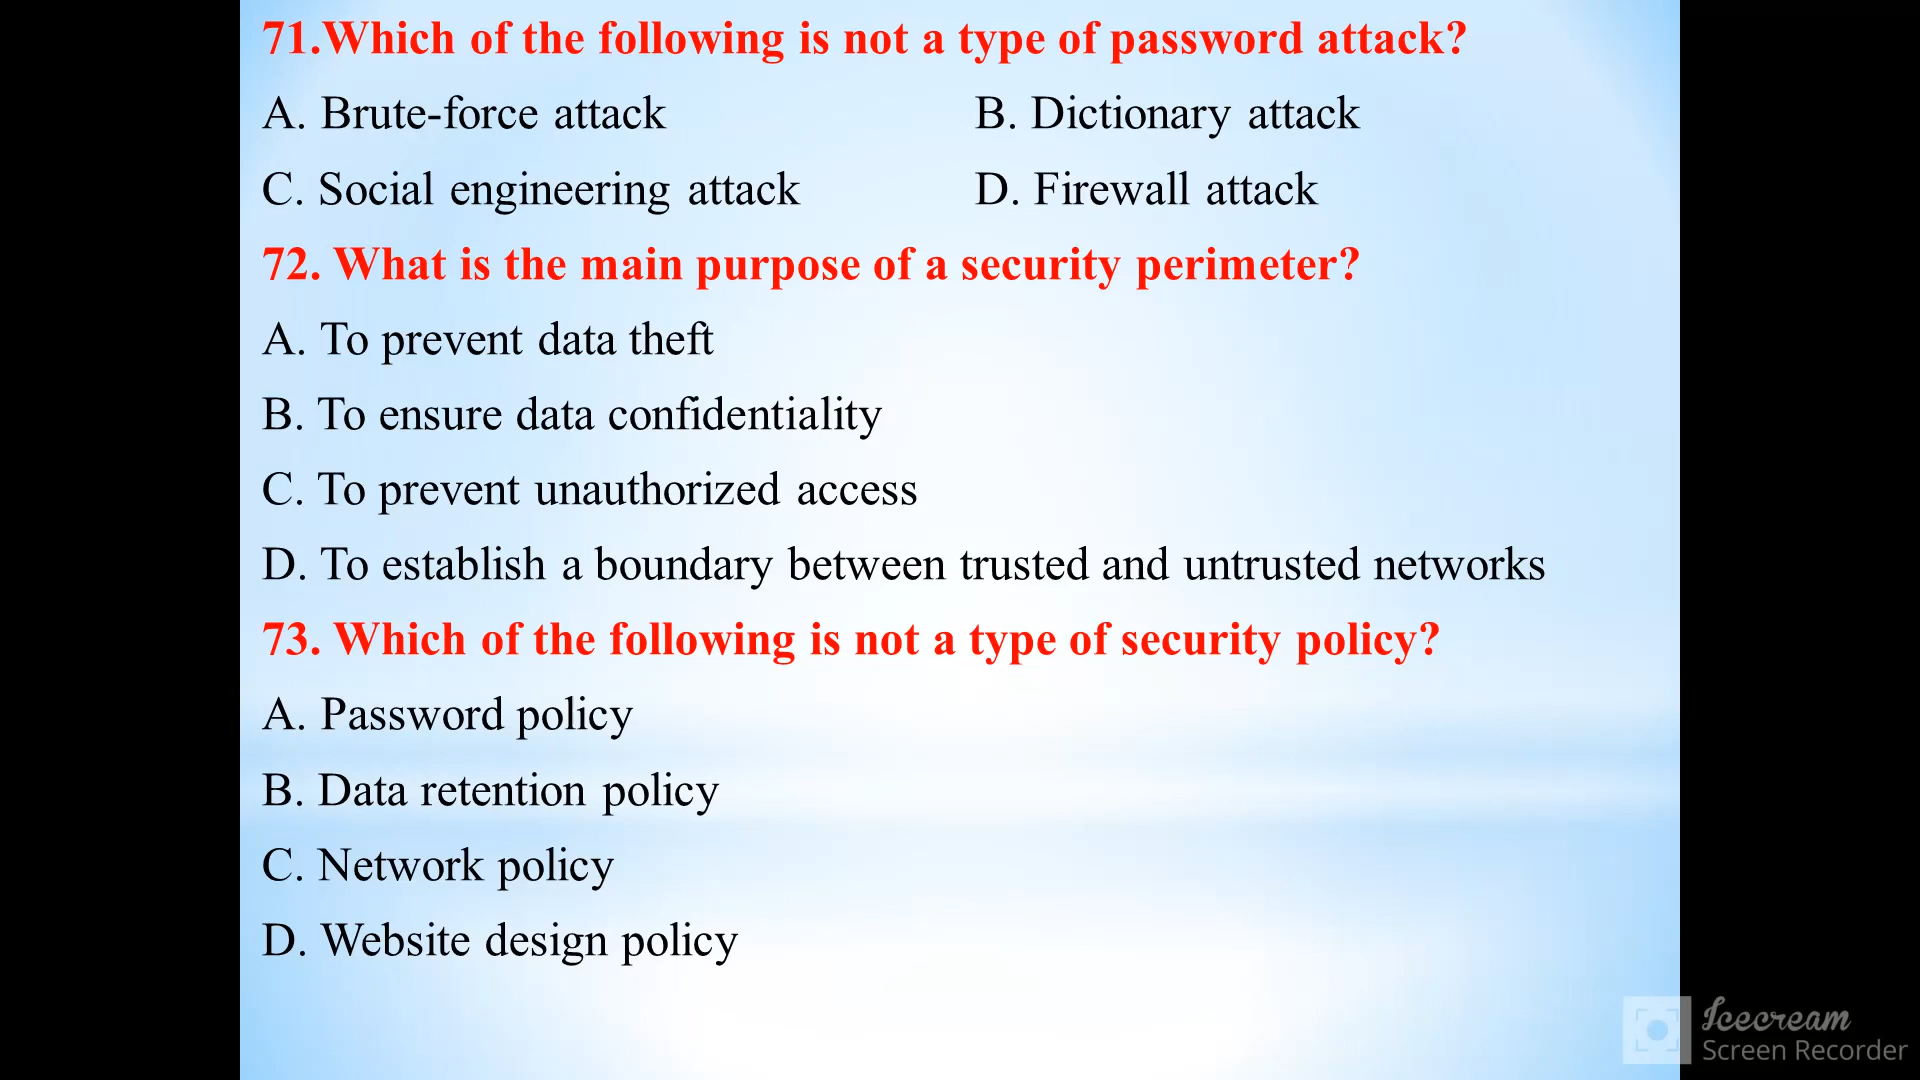 71.Which of the following is not a type of password attack?
A. Brute-force attack B. Dictionary attack
C. Social engineering attack D. Firewall attack
72. What is the main purpose of a security perimeter?
A. To prevent data theft
B. To ensure data confidentiality
C. To prevent unauthorized access
D. To establish a boundary between trusted and untrusted networks
73. Which of the following is not a type of security policy?
A. Password policy
B. Data retention policy
C. Network policy
D. Website design policy
Icecream
Screen Recorder